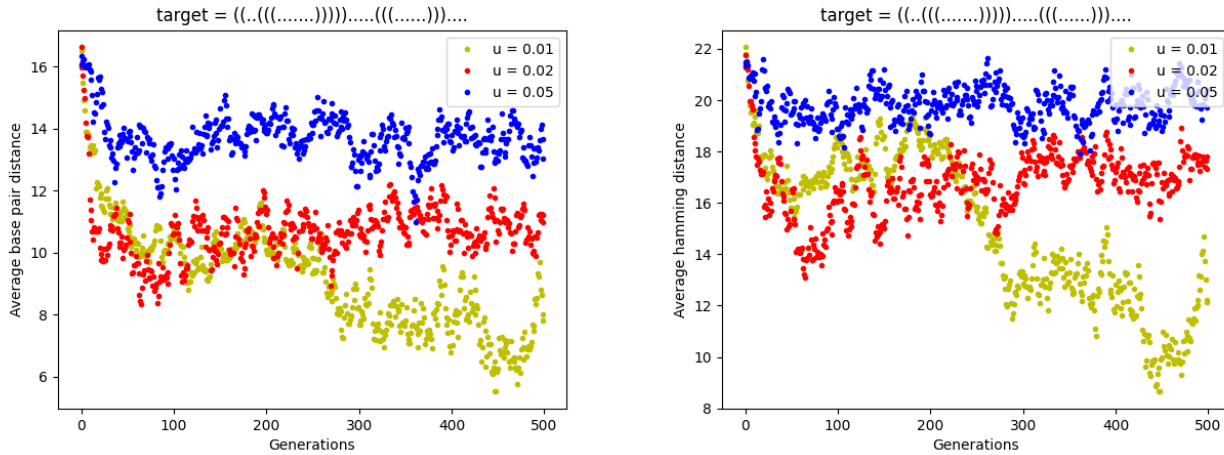 target = ((..(((.......))))).....(((......)))....
u = 0.01
u = 0.02
u = 0.05
16
14
12
10
8
6
Average base pair distance
0
100
200
300
400
500
Generations
target = ((..(((.......))))).....(((......)))....
u = 0.01
u = 0.02
u = 0.05
22
20
18
16
14
12
10
8
Average hamming distance
0
100
200
300
400
500
Generations